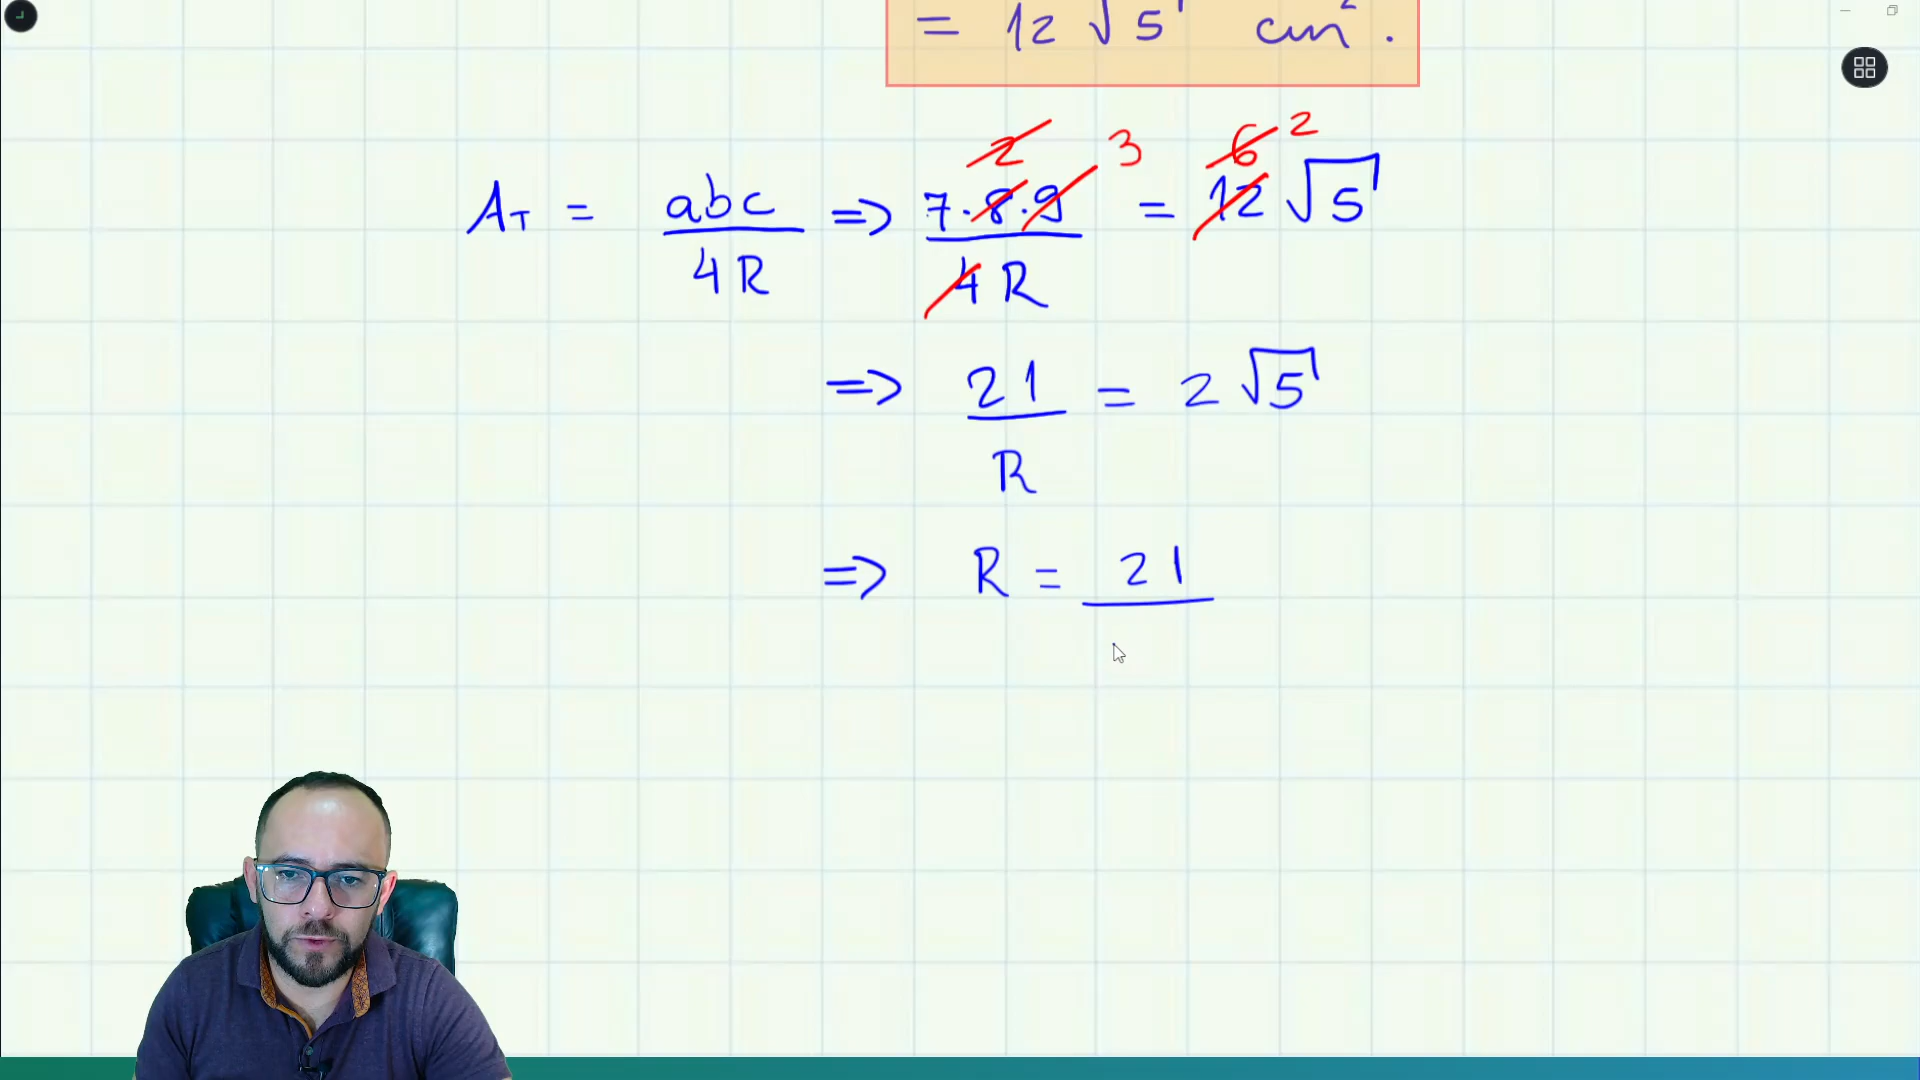 = 12 √5 cm².
2 3 6 2
A_T = abc/4R => 7·8·9/4R = 12 √5
=> 21/R = 2 √5
=> R = 21